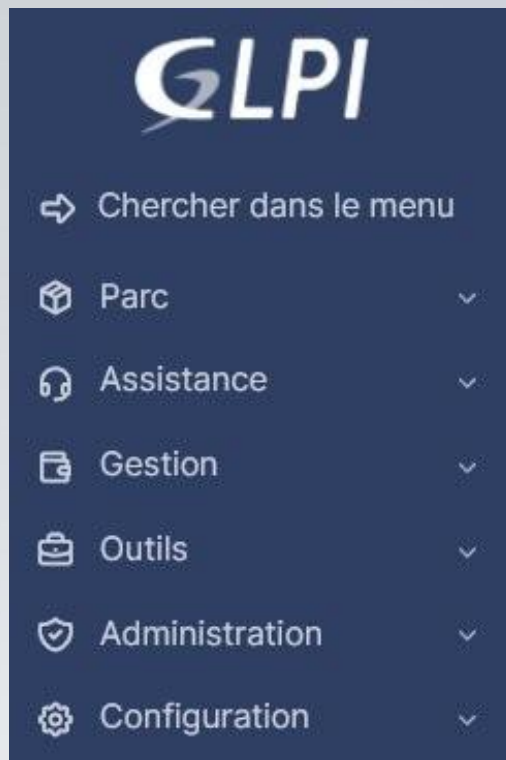 GLPI
Chercher dans le menu
Parc
Assistance
Gestion
Outils
Administration
Configuration